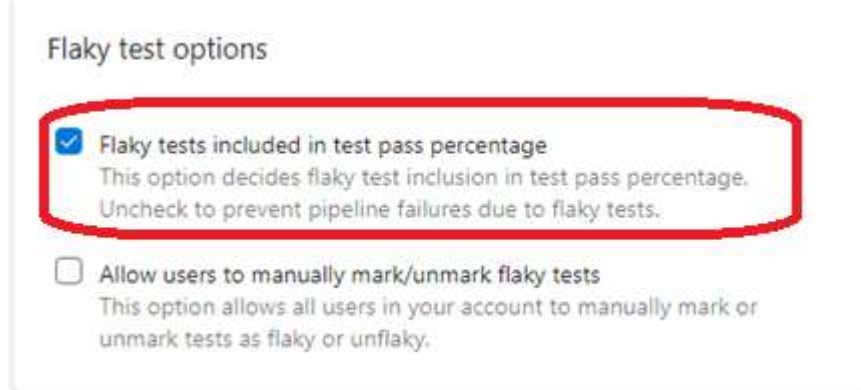 Flaky test options
Flaky tests included in test pass percentage
This option decides flaky test inclusion in test pass percentage.
Uncheck to prevent pipeline failures due to flaky tests.
Allow users to manually mark/unmark flaky tests
This option allows all users in your account to manually mark or
unmark tests as flaky or unflaky.